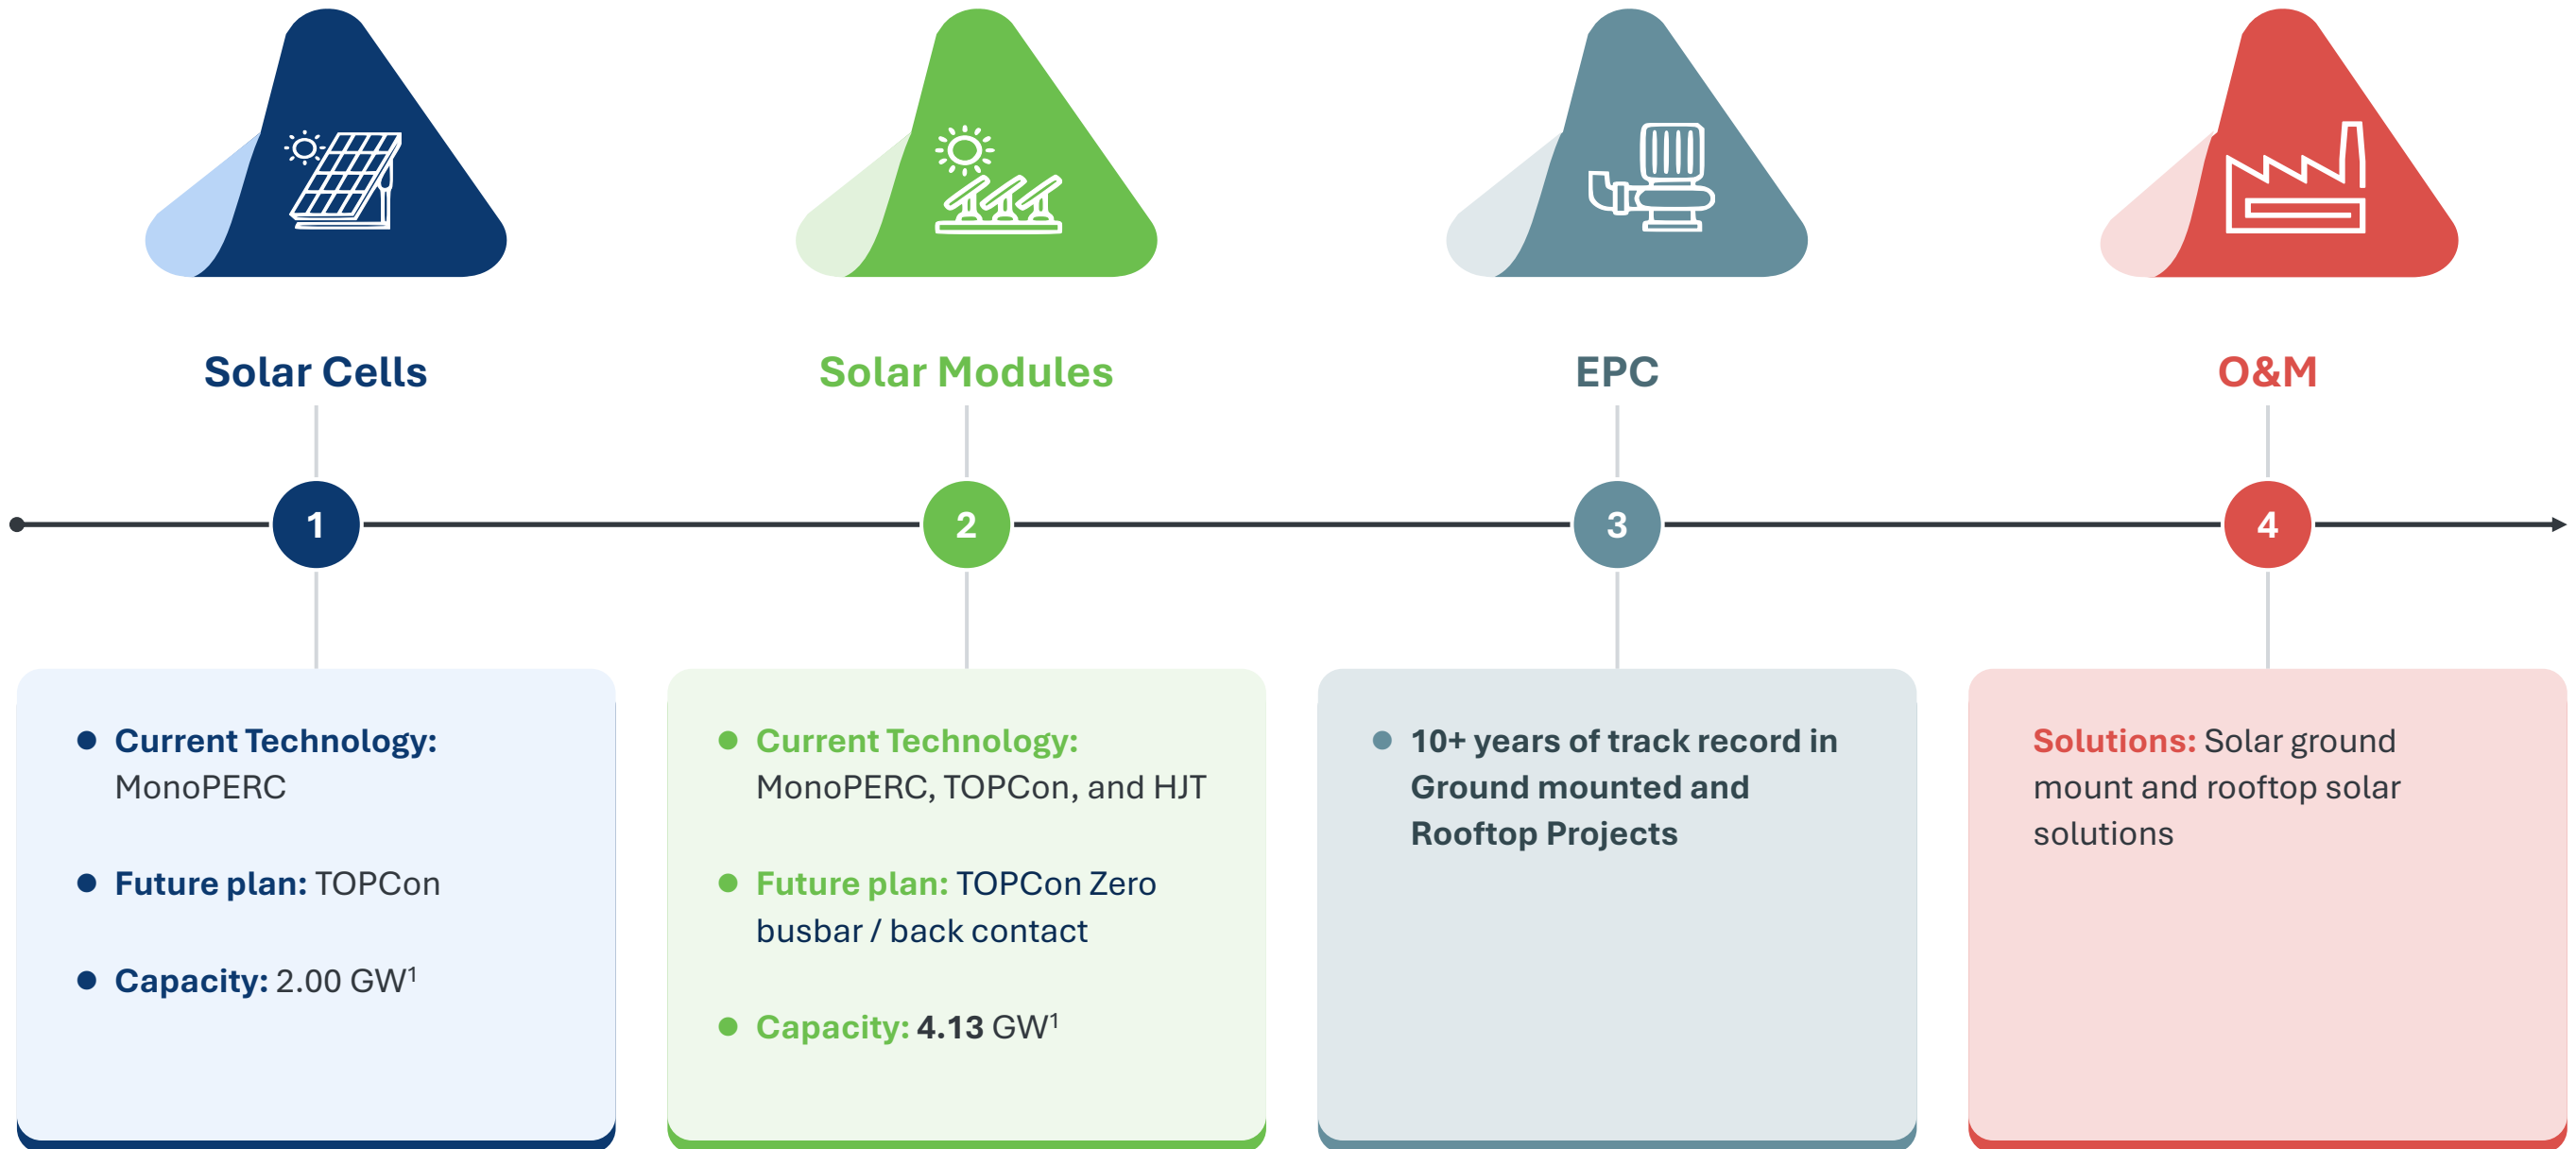 Solar Cells
Solar Modules
EPC
O&M
1
2
3
4
Current Technology:
MonoPERC
Future plan: TOPCon
Capacity: 2.00 GW¹
Current Technology:
MonoPERC, TOPCon, and HJT
Future plan: TOPCon Zero
busbar / back contact
Capacity: 4.13 GW¹
10+ years of track record in
Ground mounted and
Rooftop Projects
Solutions: Solar ground
mount and rooftop solar
solutions